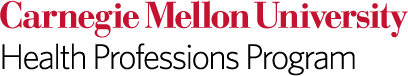 Carnegie Mellon University
Health Professions Program